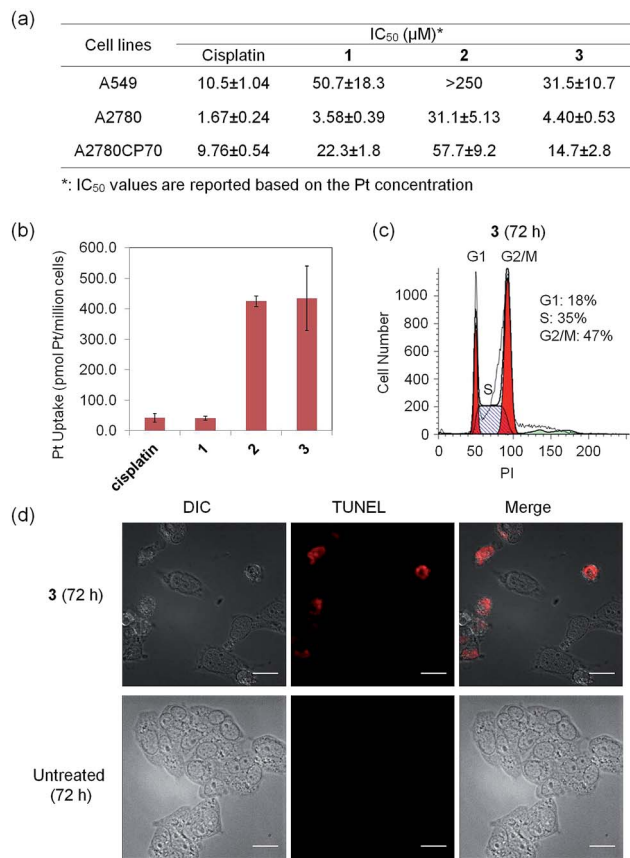 (a)
Cell lines IC50 (μM)*
Cisplatin 1 2 3
A549 10.5±1.04 50.7±18.3 >250 31.5±10.7
A2780 1.67±0.24 3.58±0.39 31.1±5.13 4.40±0.53
A2780CP70 9.76±0.54 22.3±1.8 57.7±9.2 14.7±2.8
*: IC50 values are reported based on the Pt concentration
(b)
Pt Uptake (pmol Pt/million cells)
600.0
500.0
400.0
300.0
200.0
100.0
0.0
cisplatin 1 2 3
(c)
3 (72 h)
G1 G2/M
G1: 18%
S: 35%
G2/M: 47%
S
Cell Number
1000
800
600
400
200
0
0 50 100 150 200
PI
(d)
DIC TUNEL Merge
3 (72 h)
Untreated
(72 h)